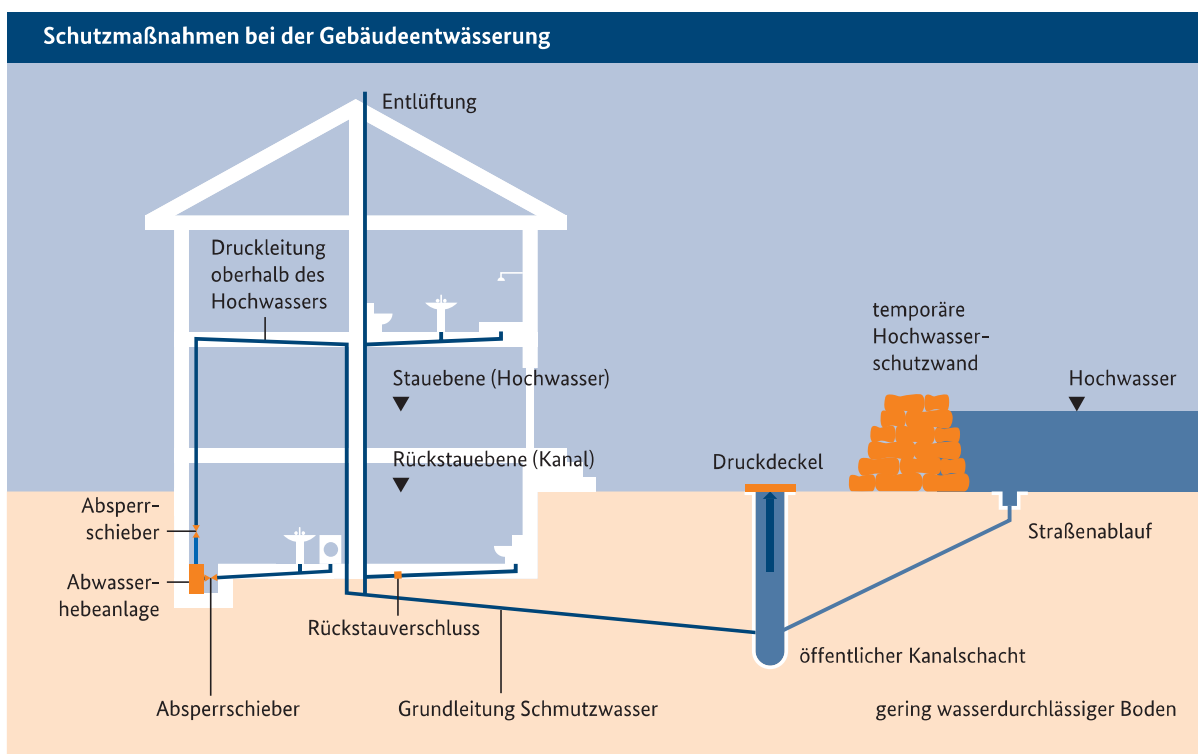 Schutzmaßnahmen bei der Gebäudeentwässerung
Entlüftung
Druckleitung
oberhalb des
Hochwassers
temporäre
Hochwasser-
schutzwand
Stauebene (Hochwasser)
Hochwasser
Rückstauebene (Kanal)
Druckdeckel
Absperr-
schieber
Straßenablauf
Abwasser-
hebeanlage
Rückstauverschluss
öffentlicher Kanalschacht
Absperrschieber
Grundleitung Schmutzwasser
gering wasserdurchlässiger Boden